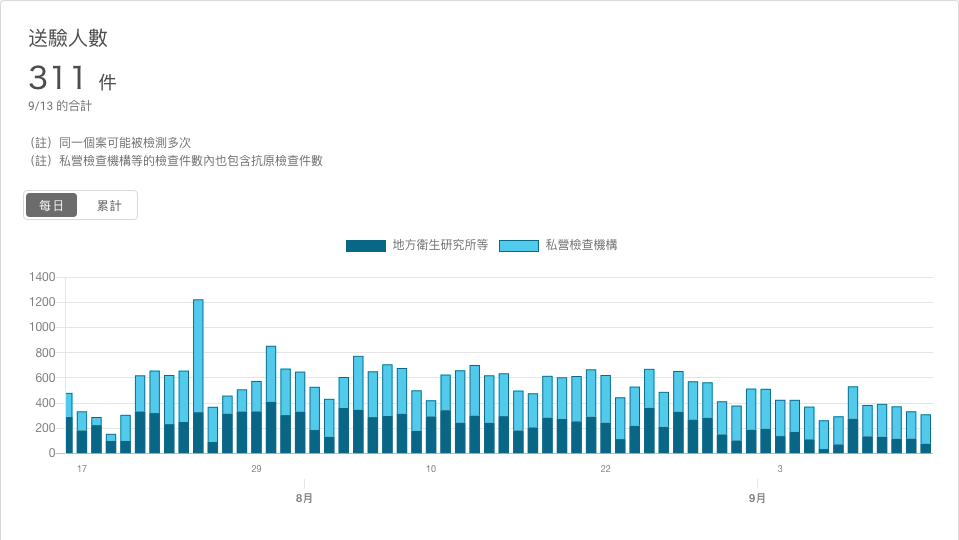 送驗人數
311 件
9/13 的合計
（註）同一個案可能被檢測多次
（註）私營檢查機構等的檢查件數內也包含抗原檢查件數
每日 累計
地方衛生研究所等 私營檢查機構
1400
1200
1000
800
600
400
200
0
17 29 10 22 3
8月 9月